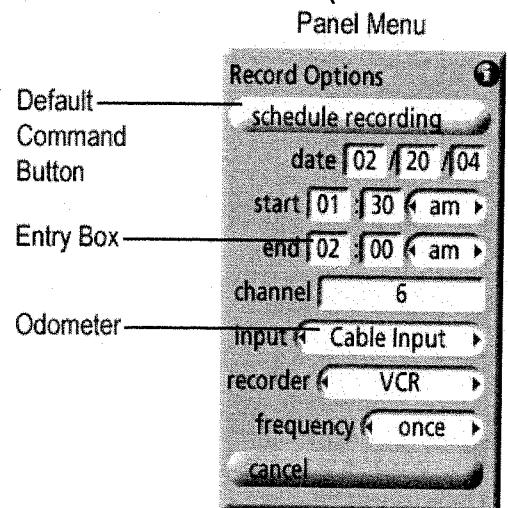 Panel Menu
Record Options i
Default Command Button
schedule recording
date 02 / 20 / 04
start 01 : 30 am
Entry Box
end 02 : 00 am
channel 6
Odometer
input Cable Input
recorder VCR
frequency once
cancel